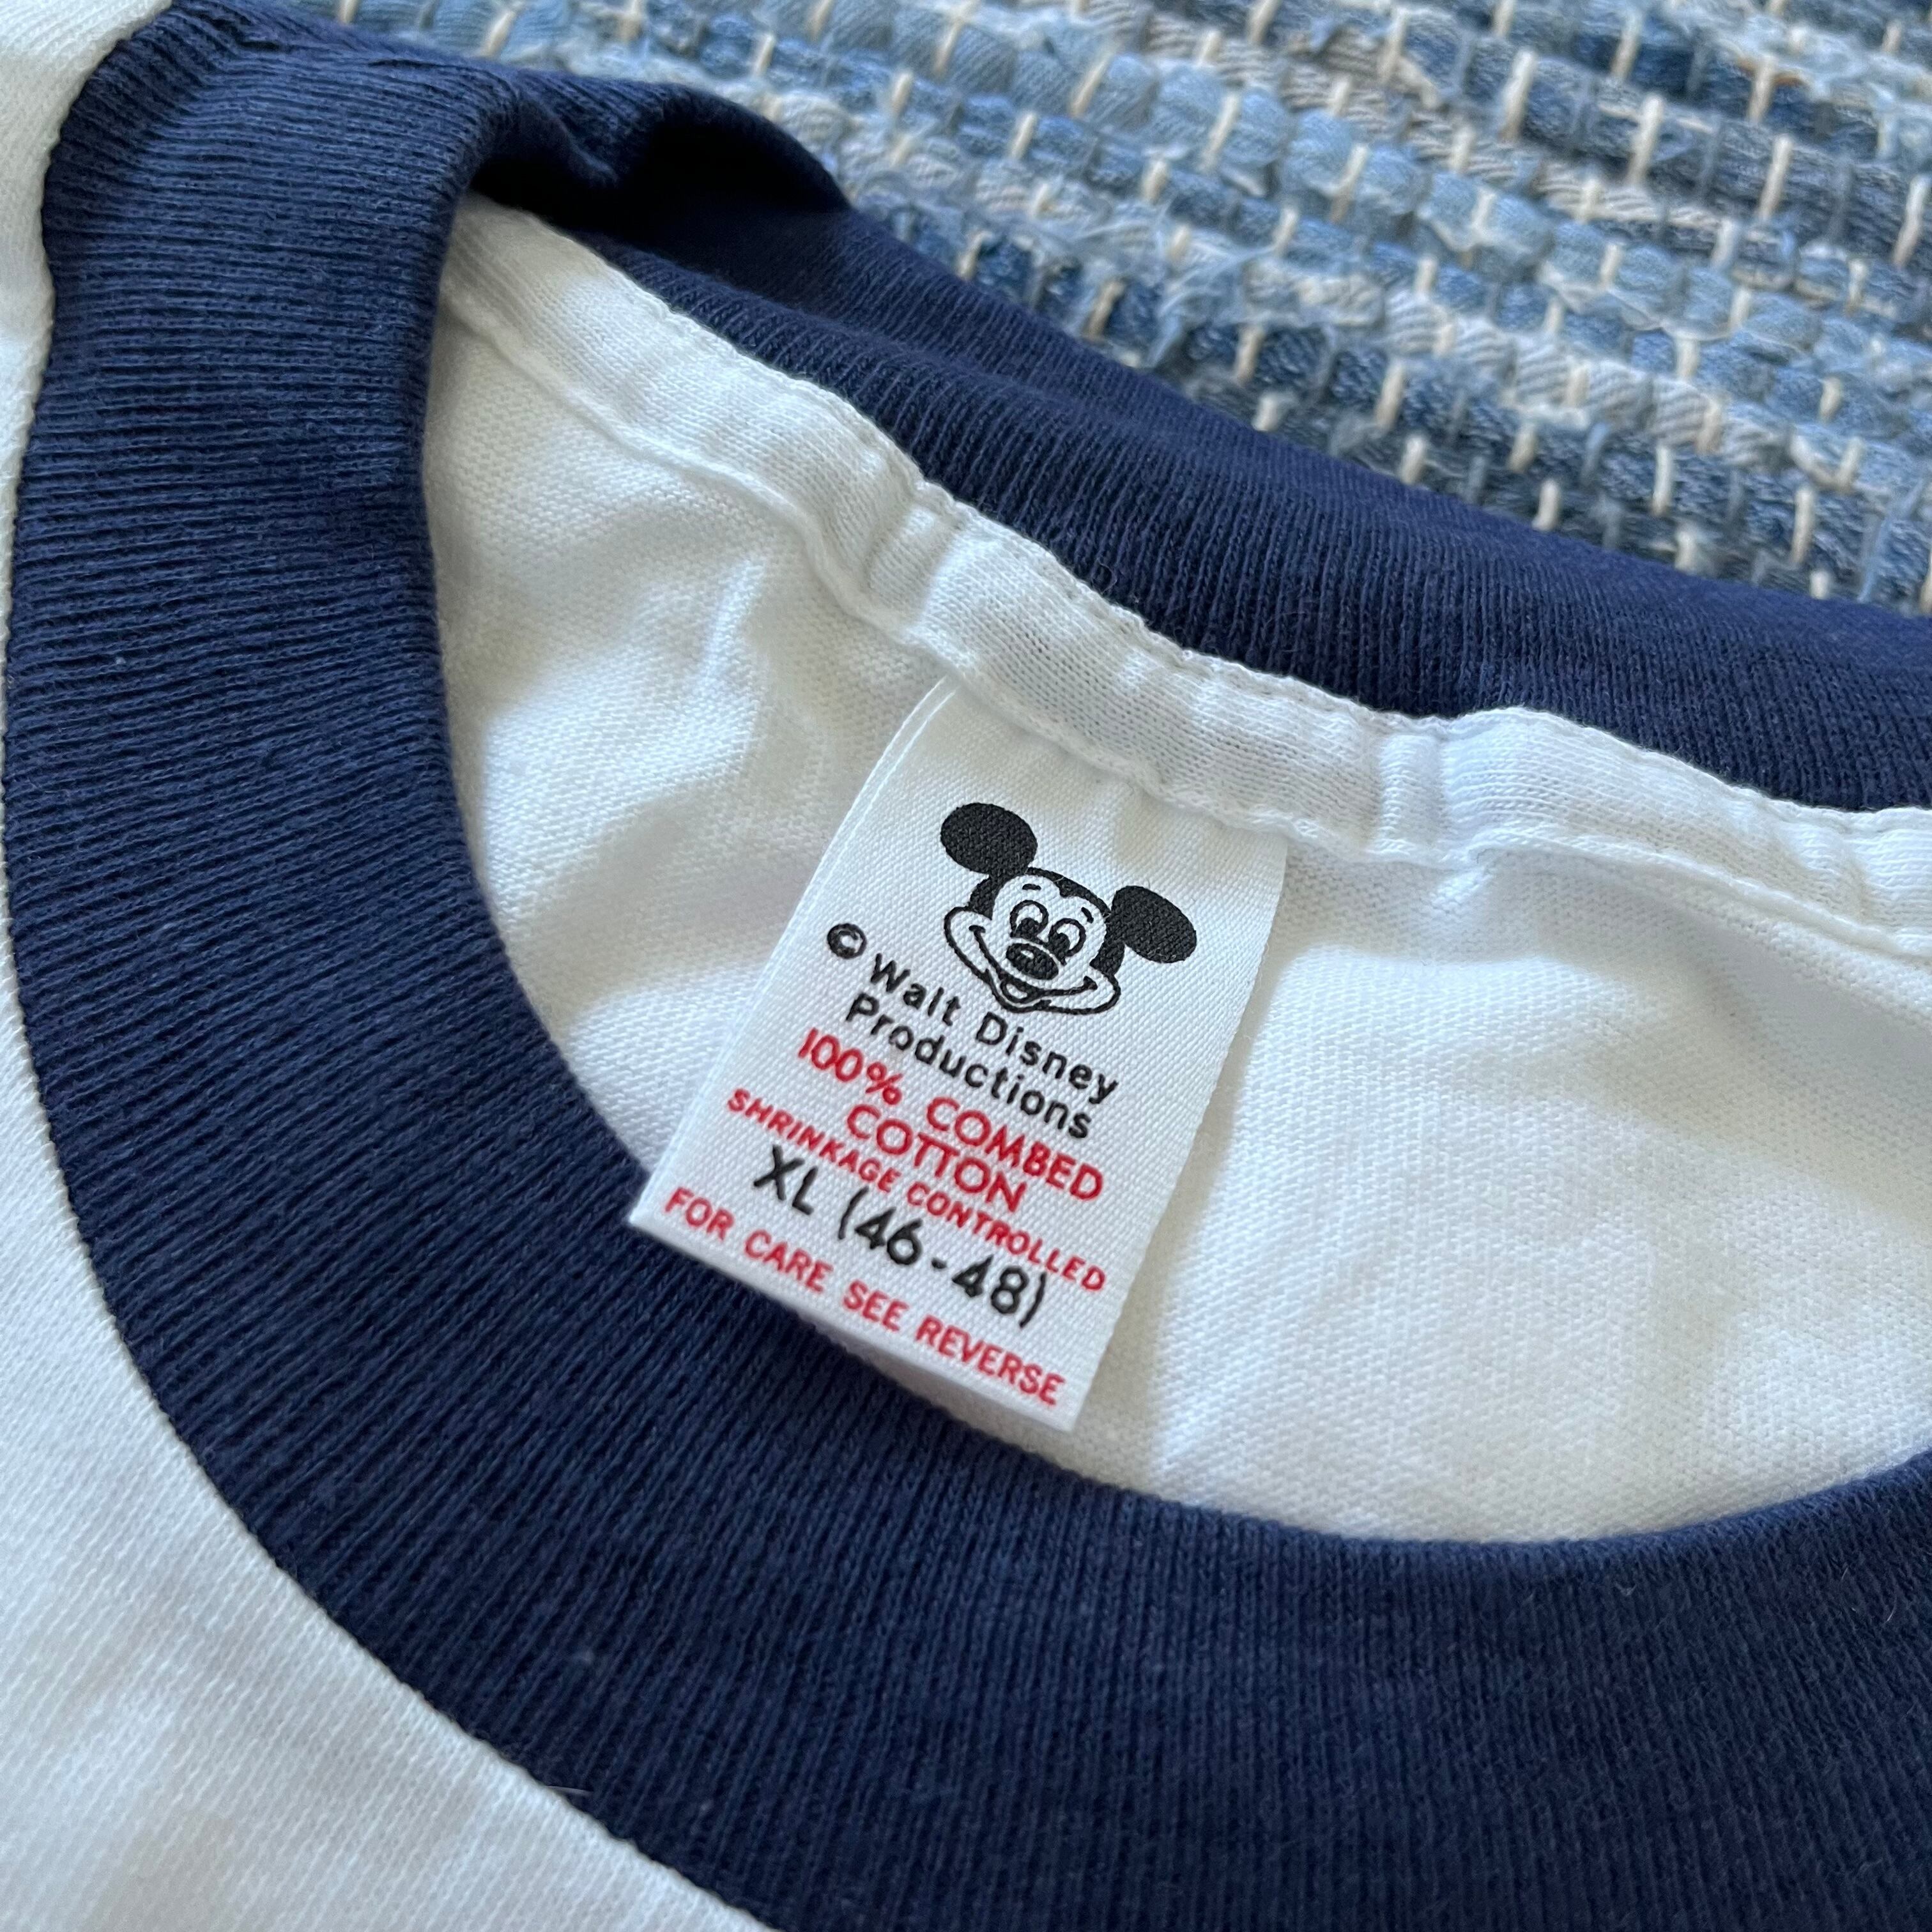 © Walt Disney
Productions
100% COMBED
COTTON
SHRINKAGE CONTROLLED
XL (46-48)
FOR CARE SEE REVERSE